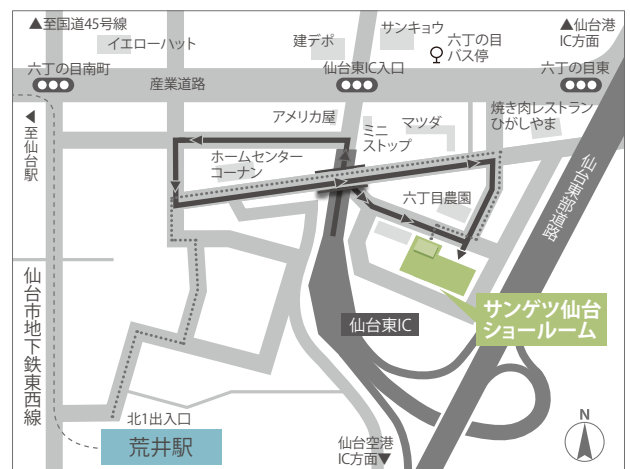 ▲至国道45号線
イエローハット
建デポ
サンキョウ
六丁の目
バス停
▲仙台港
IC方面
六丁の目南町
産業道路
仙台東IC入口
六丁の目東
▲至仙台駅
アメリカ屋
ミニ
ストップ
マツダ
焼き肉レストラン
ひがしやま
ホームセンター
コーナン
六丁目農園
仙台東部道路
仙台市地下鉄東西線
仙台東IC
サンゲツ仙台
ショールーム
北1出入口
荒井駅
仙台空港
IC方面▼
N